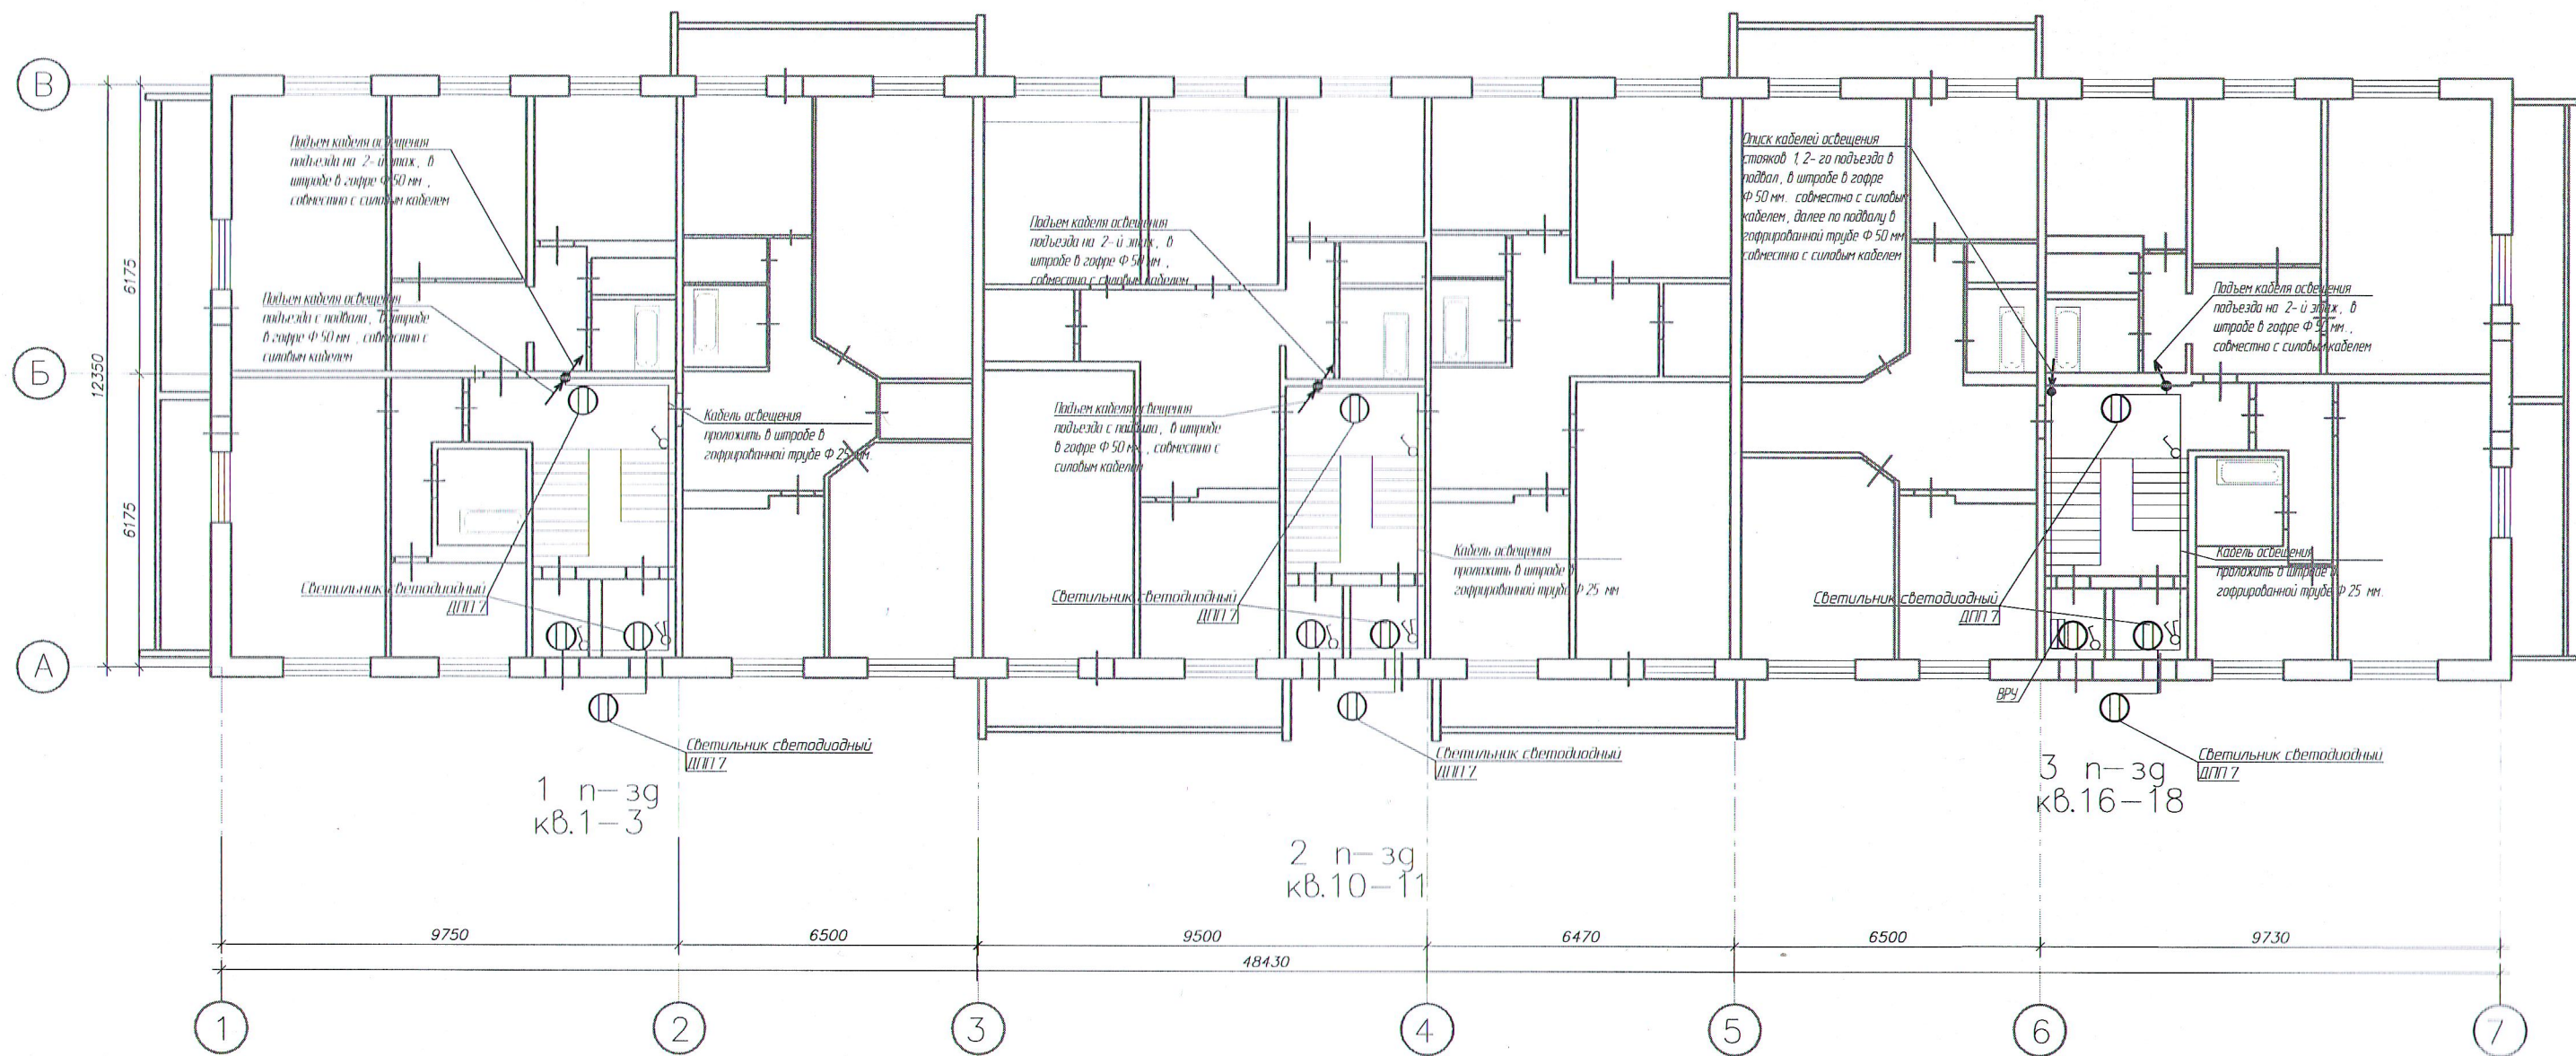 В
Б
А
6175
6175
12350
Подъем кабеля освещения
подъезда на 2-й этаж, в
штробе в гофре Ф 50 мм ,
совместно с силовым кабелем
Подъем кабеля освещения
подъезда с подвала, в штробе
в гофре Ф 50 мм , совместно с
силовым кабелем
Кабель освещения
проложить в штробе в
гофрированной трубе Ф 25 мм.
Светильник светодиодный
ДПП 7
Светильник светодиодный
ДПП 7
1 п-зд
кв.1-3
Подъем кабеля освещения
подъезда на 2-й этаж, в
штробе в гофре Ф 50 мм ,
совместно с силовым кабелем
Подъем кабеля освещения
подъезда с подвала, в штробе
в гофре Ф 50 мм , совместно с
силовым кабелем
Кабель освещения
проложить в штробе в
гофрированной трубе Ф 25 мм
Светильник светодиодный
ДПП 7
Светильник светодиодный
ДПП 7
2 п-зд
кв.10-11
Опуск кабелей освещения
стояков 1, 2-го подъезда в
подвал, в штробе в гофре
Ф 50 мм. совместно с силовым
кабелем, далее по подвалу в
гофрированной трубе Ф 50 мм
совместно с силовым кабелем
Подъем кабеля освещения
подъезда на 2-й этаж, в
штробе в гофре Ф 50 мм ,
совместно с силовым кабелем
Кабель освещения
проложить в штробе в
гофрированной трубе Ф 25 мм.
Светильник светодиодный
ДПП 7
ВРУ
Светильник светодиодный
ДПП 7
3 п-зд
кв.16-18
9750
6500
9500
6470
6500
9730
48430
1
2
3
4
5
6
7